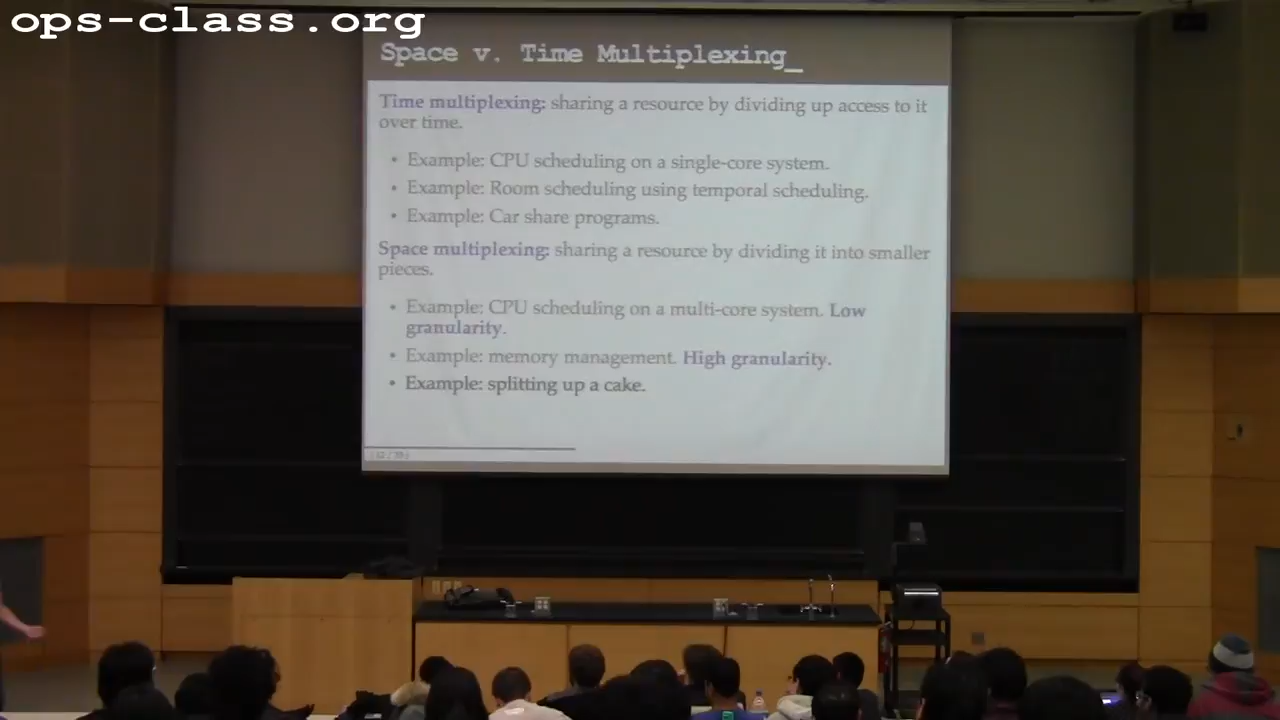 ops-class.org
Space v. Time Multiplexing_
Time multiplexing: sharing a resource by dividing up access to it
over time.
• Example: CPU scheduling on a single-core system.
• Example: Room scheduling using temporal scheduling.
• Example: Car share programs.
Space multiplexing: sharing a resource by dividing it into smaller
pieces.
• Example: CPU scheduling on a multi-core system. Low
granularity.
• Example: memory management. High granularity.
• Example: splitting up a cake.